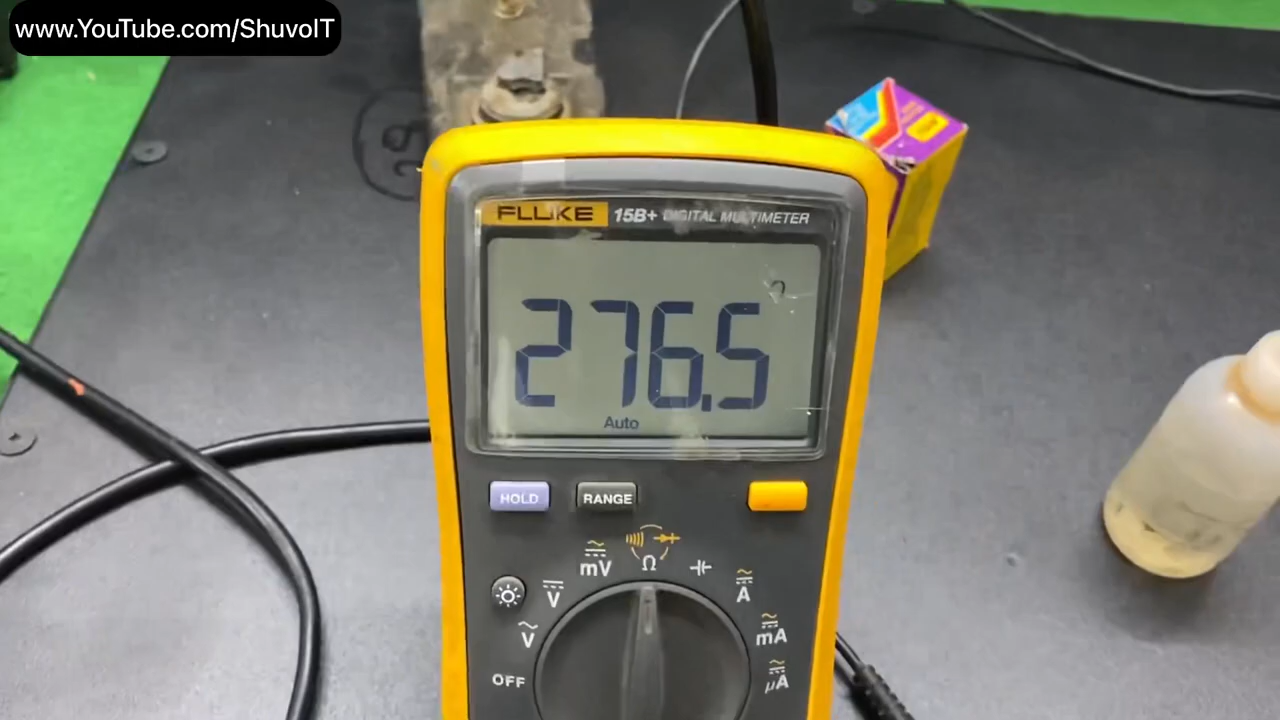 www.YouTube.com/ShuvoIT
FLUKE 15B+ DIGITAL MULTIMETER
Ω
276.5
Auto
HOLD RANGE
mV Ω
V A
V mA
OFF µA